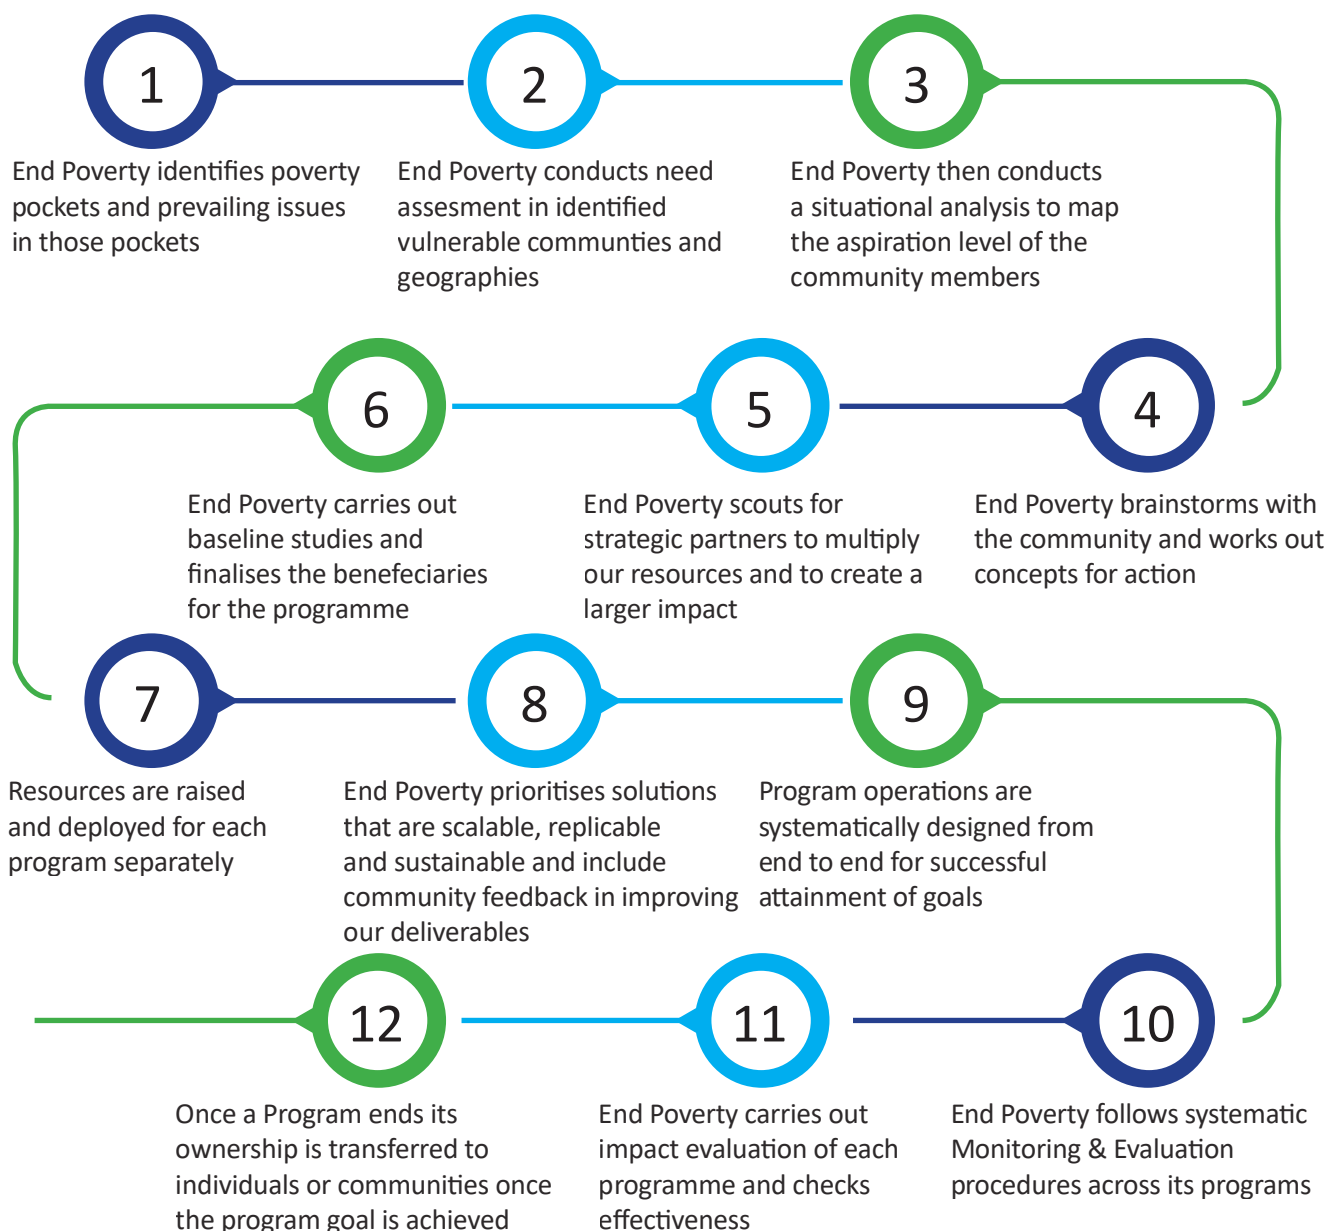 1
End Poverty identifies poverty
pockets and prevailing issues
in those pockets
2
End Poverty conducts need
assesment in identified
vulnerable communties and
geographies
3
End Poverty then conducts
a situational analysis to map
the aspiration level of the
community members
4
End Poverty brainstorms with
the community and works out
concepts for action
5
End Poverty scouts for
strategic partners to multiply
our resources and to create a
larger impact
6
End Poverty carries out
baseline studies and
finalises the benefeciaries
for the programme
7
Resources are raised
and deployed for each
program separately
8
End Poverty prioritises solutions
that are scalable, replicable
and sustainable and include
community feedback in improving
our deliverables
9
Program operations are
systematically designed from
end to end for successful
attainment of goals
10
End Poverty follows systematic
Monitoring & Evaluation
procedures across its programs
11
End Poverty carries out
impact evaluation of each
programme and checks
effectiveness
12
Once a Program ends its
ownership is transferred to
individuals or communities once
the program goal is achieved